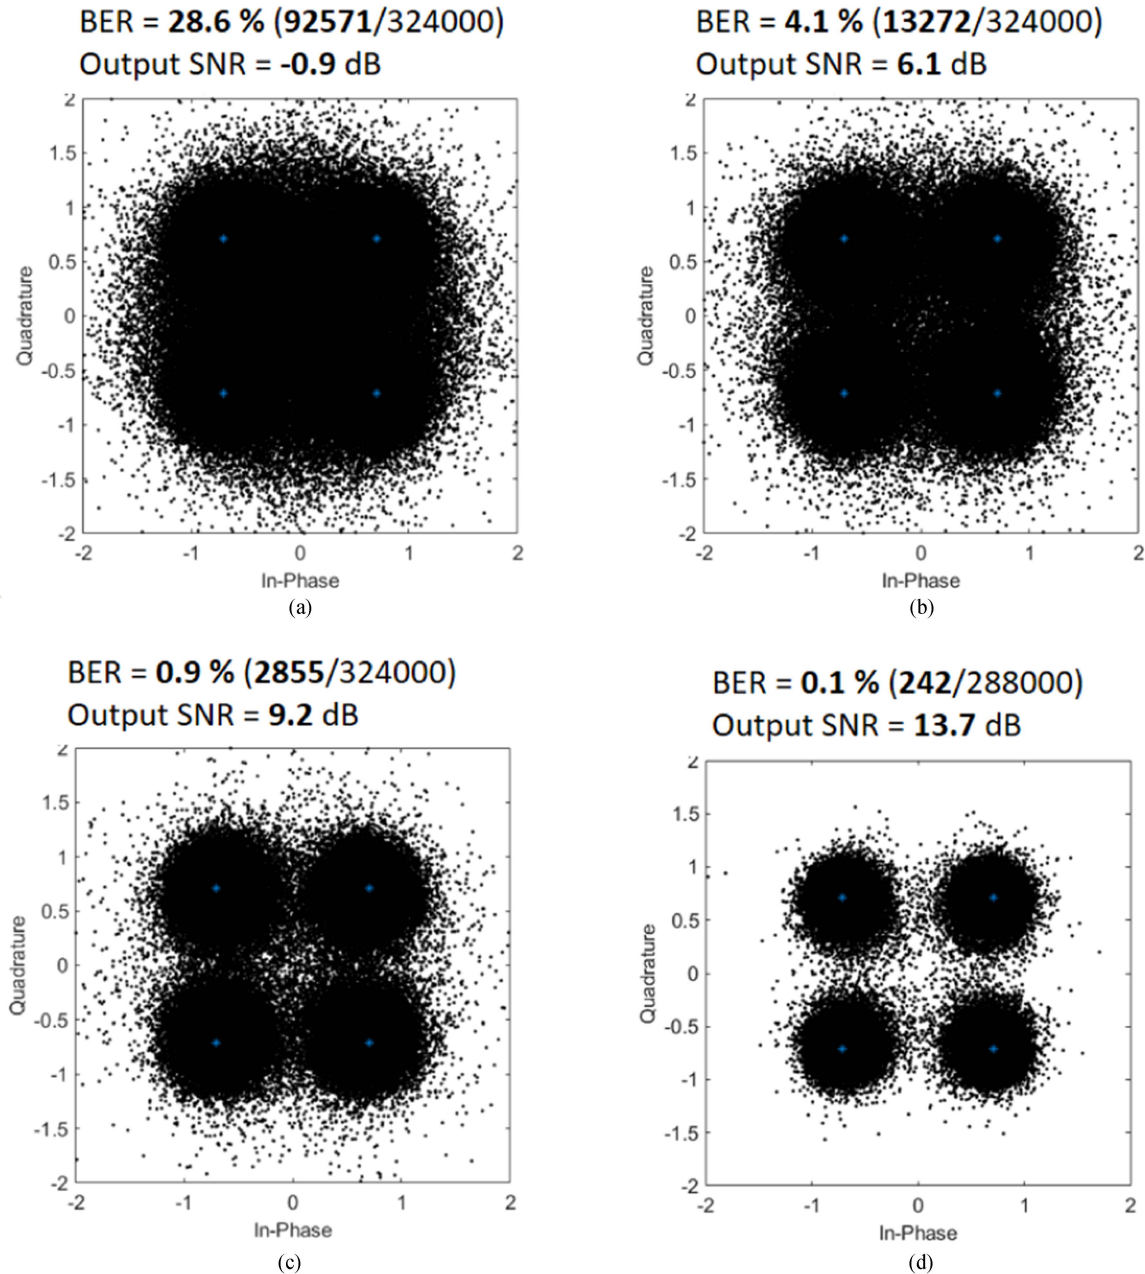 BER = 28.6 % (92571/324000)
Output SNR = -0.9 dB
2
1.5
1
0.5
0
-0.5
-1
-1.5
-2
Quadrature
-2 -1 0 1 2
In-Phase
(a)
BER = 4.1 % (13272/324000)
Output SNR = 6.1 dB
2
1.5
1
0.5
0
-0.5
-1
-1.5
-2
Quadrature
-2 -1 0 1 2
In-Phase
(b)
BER = 0.9 % (2855/324000)
Output SNR = 9.2 dB
2
1.5
1
0.5
0
-0.5
-1
-1.5
-2
Quadrature
-2 -1 0 1 2
In-Phase
(c)
BER = 0.1 % (242/288000)
Output SNR = 13.7 dB
2
1.5
1
0.5
0
-0.5
-1
-1.5
-2
Quadrature
-2 -1 0 1 2
In-Phase
(d)